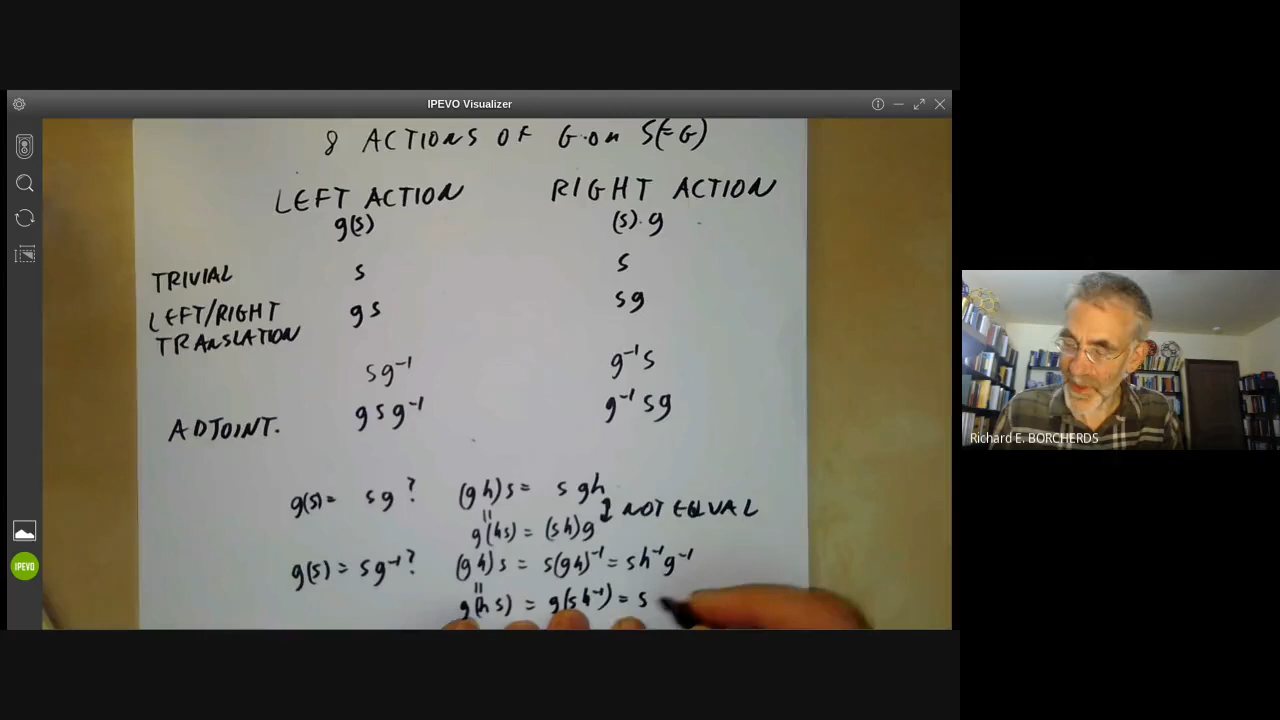 IPEVO Visualizer
8 ACTIONS OF G ON S(=G)
LEFT ACTION RIGHT ACTION
g(s) (s)·g
TRIVIAL s s
LEFT/RIGHT gs sg
TRANSLATION
sg⁻¹ g⁻¹s
ADJOINT. gsg⁻¹ g⁻¹sg
g(s) = sg? (gh)s = sgh
NOT EQUAL
g(hs) = (sh)g
g(s) = sg⁻¹? (gh)s = s(gh)⁻¹ = sh⁻¹g⁻¹
g(hs) = g(sh⁻¹) = s
IPEVO
Richard E. BORCHERDS